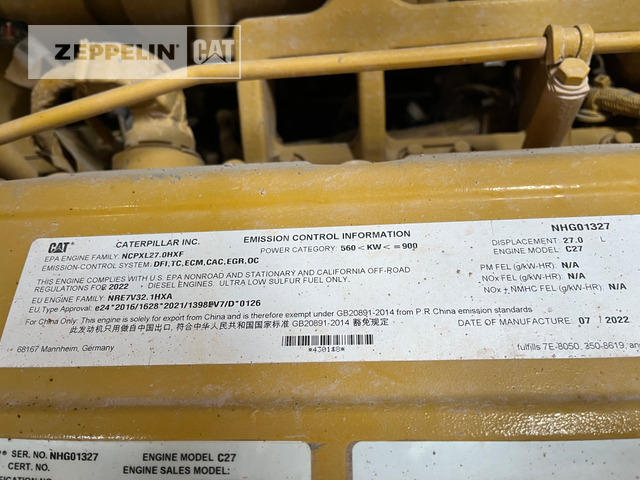 ZEPPELIN CAT
NHG01327
CAT CATERPILLAR INC. EMISSION CONTROL INFORMATION
DISPLACEMENT: 27.0 L
EPA ENGINE FAMILY: NCPXL27.0HXF POWER CATEGORY: 560 < KW < = 900
ENGINE MODEL: C27
EMISSION-CONTROL SYSTEM: DFI,TC,ECM,CAC,EGR,OC
THIS ENGINE COMPLIES WITH U.S. EPA NONROAD AND STATIONARY AND CALIFORNIA OFF-ROAD
PM FEL (g/kW-HR): N/A
REGULATIONS FOR 2022 DIESEL ENGINES. ULTRA LOW SULFUR FUEL ONLY.
NOx FEL (g/kW-HR): N/A
EU ENGINE FAMILY: NRE7V32.1HXA
NOx + NMHC FEL (g/kW-HR): N/A
EU, Type Approval: e24*2016/1628*2021/1398EV7/D*0126
For China Only: This engine is solely for export from China and is therefore exempt under GB20891-2014 from P.R.China emission standards
此发动机只用做自中国出口, 符合中华人民共和国国家标准 GB20891-2014 豁免规定
DATE OF MANUFACTURE: 07 2022
68167 Mannheim, Germany
fulfills 7E-8050, 350-8619,
SER. NO. NHG01327 ENGINE MODEL C27
CERT. NO. ENGINE SALES MODEL: